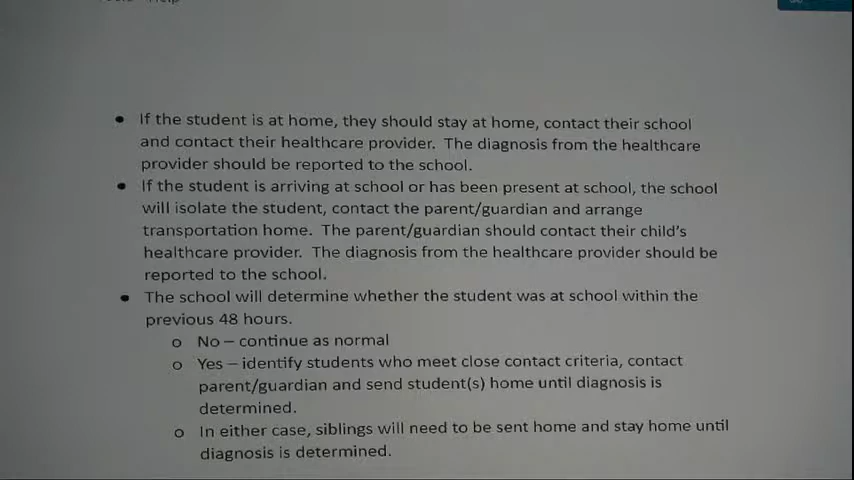 Help
● If the student is at home, they should stay at home, contact their school
and contact their healthcare provider. The diagnosis from the healthcare
provider should be reported to the school.
● If the student is arriving at school or has been present at school, the school
will isolate the student, contact the parent/guardian and arrange
transportation home. The parent/guardian should contact their child's
healthcare provider. The diagnosis from the healthcare provider should be
reported to the school.
● The school will determine whether the student was at school within the
previous 48 hours.
o No – continue as normal
o Yes – identify students who meet close contact criteria, contact
parent/guardian and send student(s) home until diagnosis is
determined.
o In either case, siblings will need to be sent home and stay home until
diagnosis is determined.